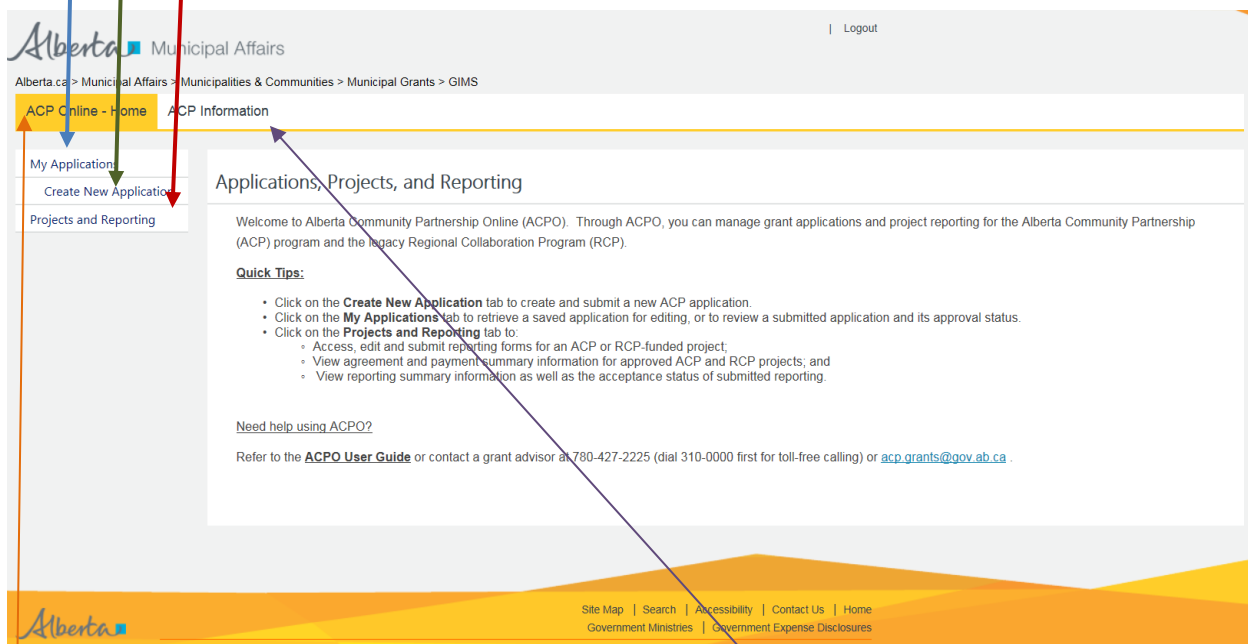 | Logout
Alberta Municipal Affairs
Alberta.ca > Municipal Affairs > Municipalities & Communities > Municipal Grants > GIMS
ACP Online - Home ACP Information
My Applications
Create New Application
Projects and Reporting
Applications, Projects, and Reporting
Welcome to Alberta Community Partnership Online (ACPO). Through ACPO, you can manage grant applications and project reporting for the Alberta Community Partnership
(ACP) program and the legacy Regional Collaboration Program (RCP).
Quick Tips:
• Click on the Create New Application tab to create and submit a new ACP application.
• Click on the My Applications tab to retrieve a saved application for editing, or to review a submitted application and its approval status.
• Click on the Projects and Reporting tab to:
◦ Access, edit and submit reporting forms for an ACP or RCP-funded project;
◦ View agreement and payment summary information for approved ACP and RCP projects; and
◦ View reporting summary information as well as the acceptance status of submitted reporting.
Need help using ACPO?
Refer to the ACPO User Guide or contact a grant advisor at 780-427-2225 (dial 310-0000 first for toll-free calling) or acp.grants@gov.ab.ca .
Alberta
Site Map | Search | Accessibility | Contact Us | Home
Government Ministries | Government Expense Disclosures